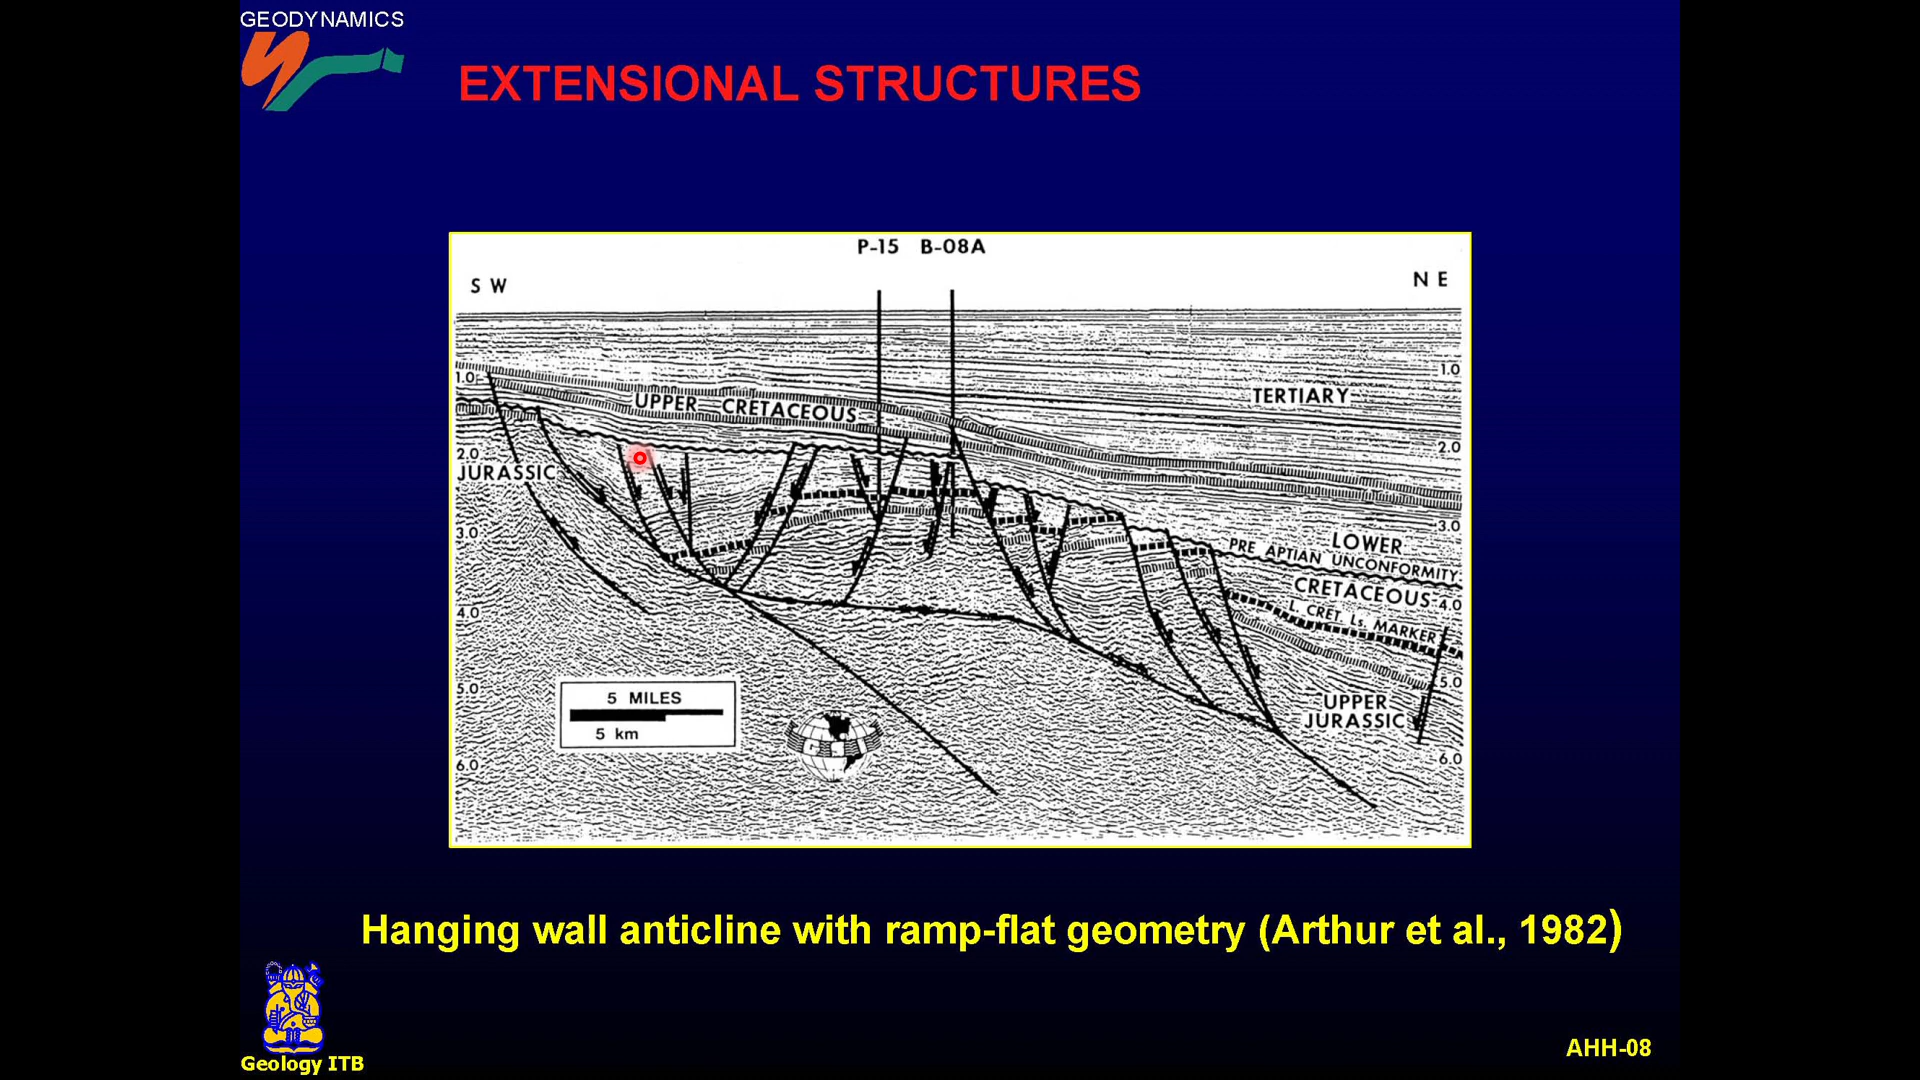 GEODYNAMICS
EXTENSIONAL STRUCTURES
P-15 B-08A
S W
N E
1.0
1.0
TERTIARY
UPPER CRETACEOUS
2.0
2.0
JURASSIC
3.0
3.0
LOWER
PRE APTIAN UNCONFORMITY
CRETACEOUS
4.0
4.0
L. CRET. Ls. MARKER
5.0
5.0
5 MILES
5 km
UPPER
JURASSIC
GSI
6.0
6.0
Hanging wall anticline with ramp-flat geometry (Arthur et al., 1982)
Geology ITB
AHH-08